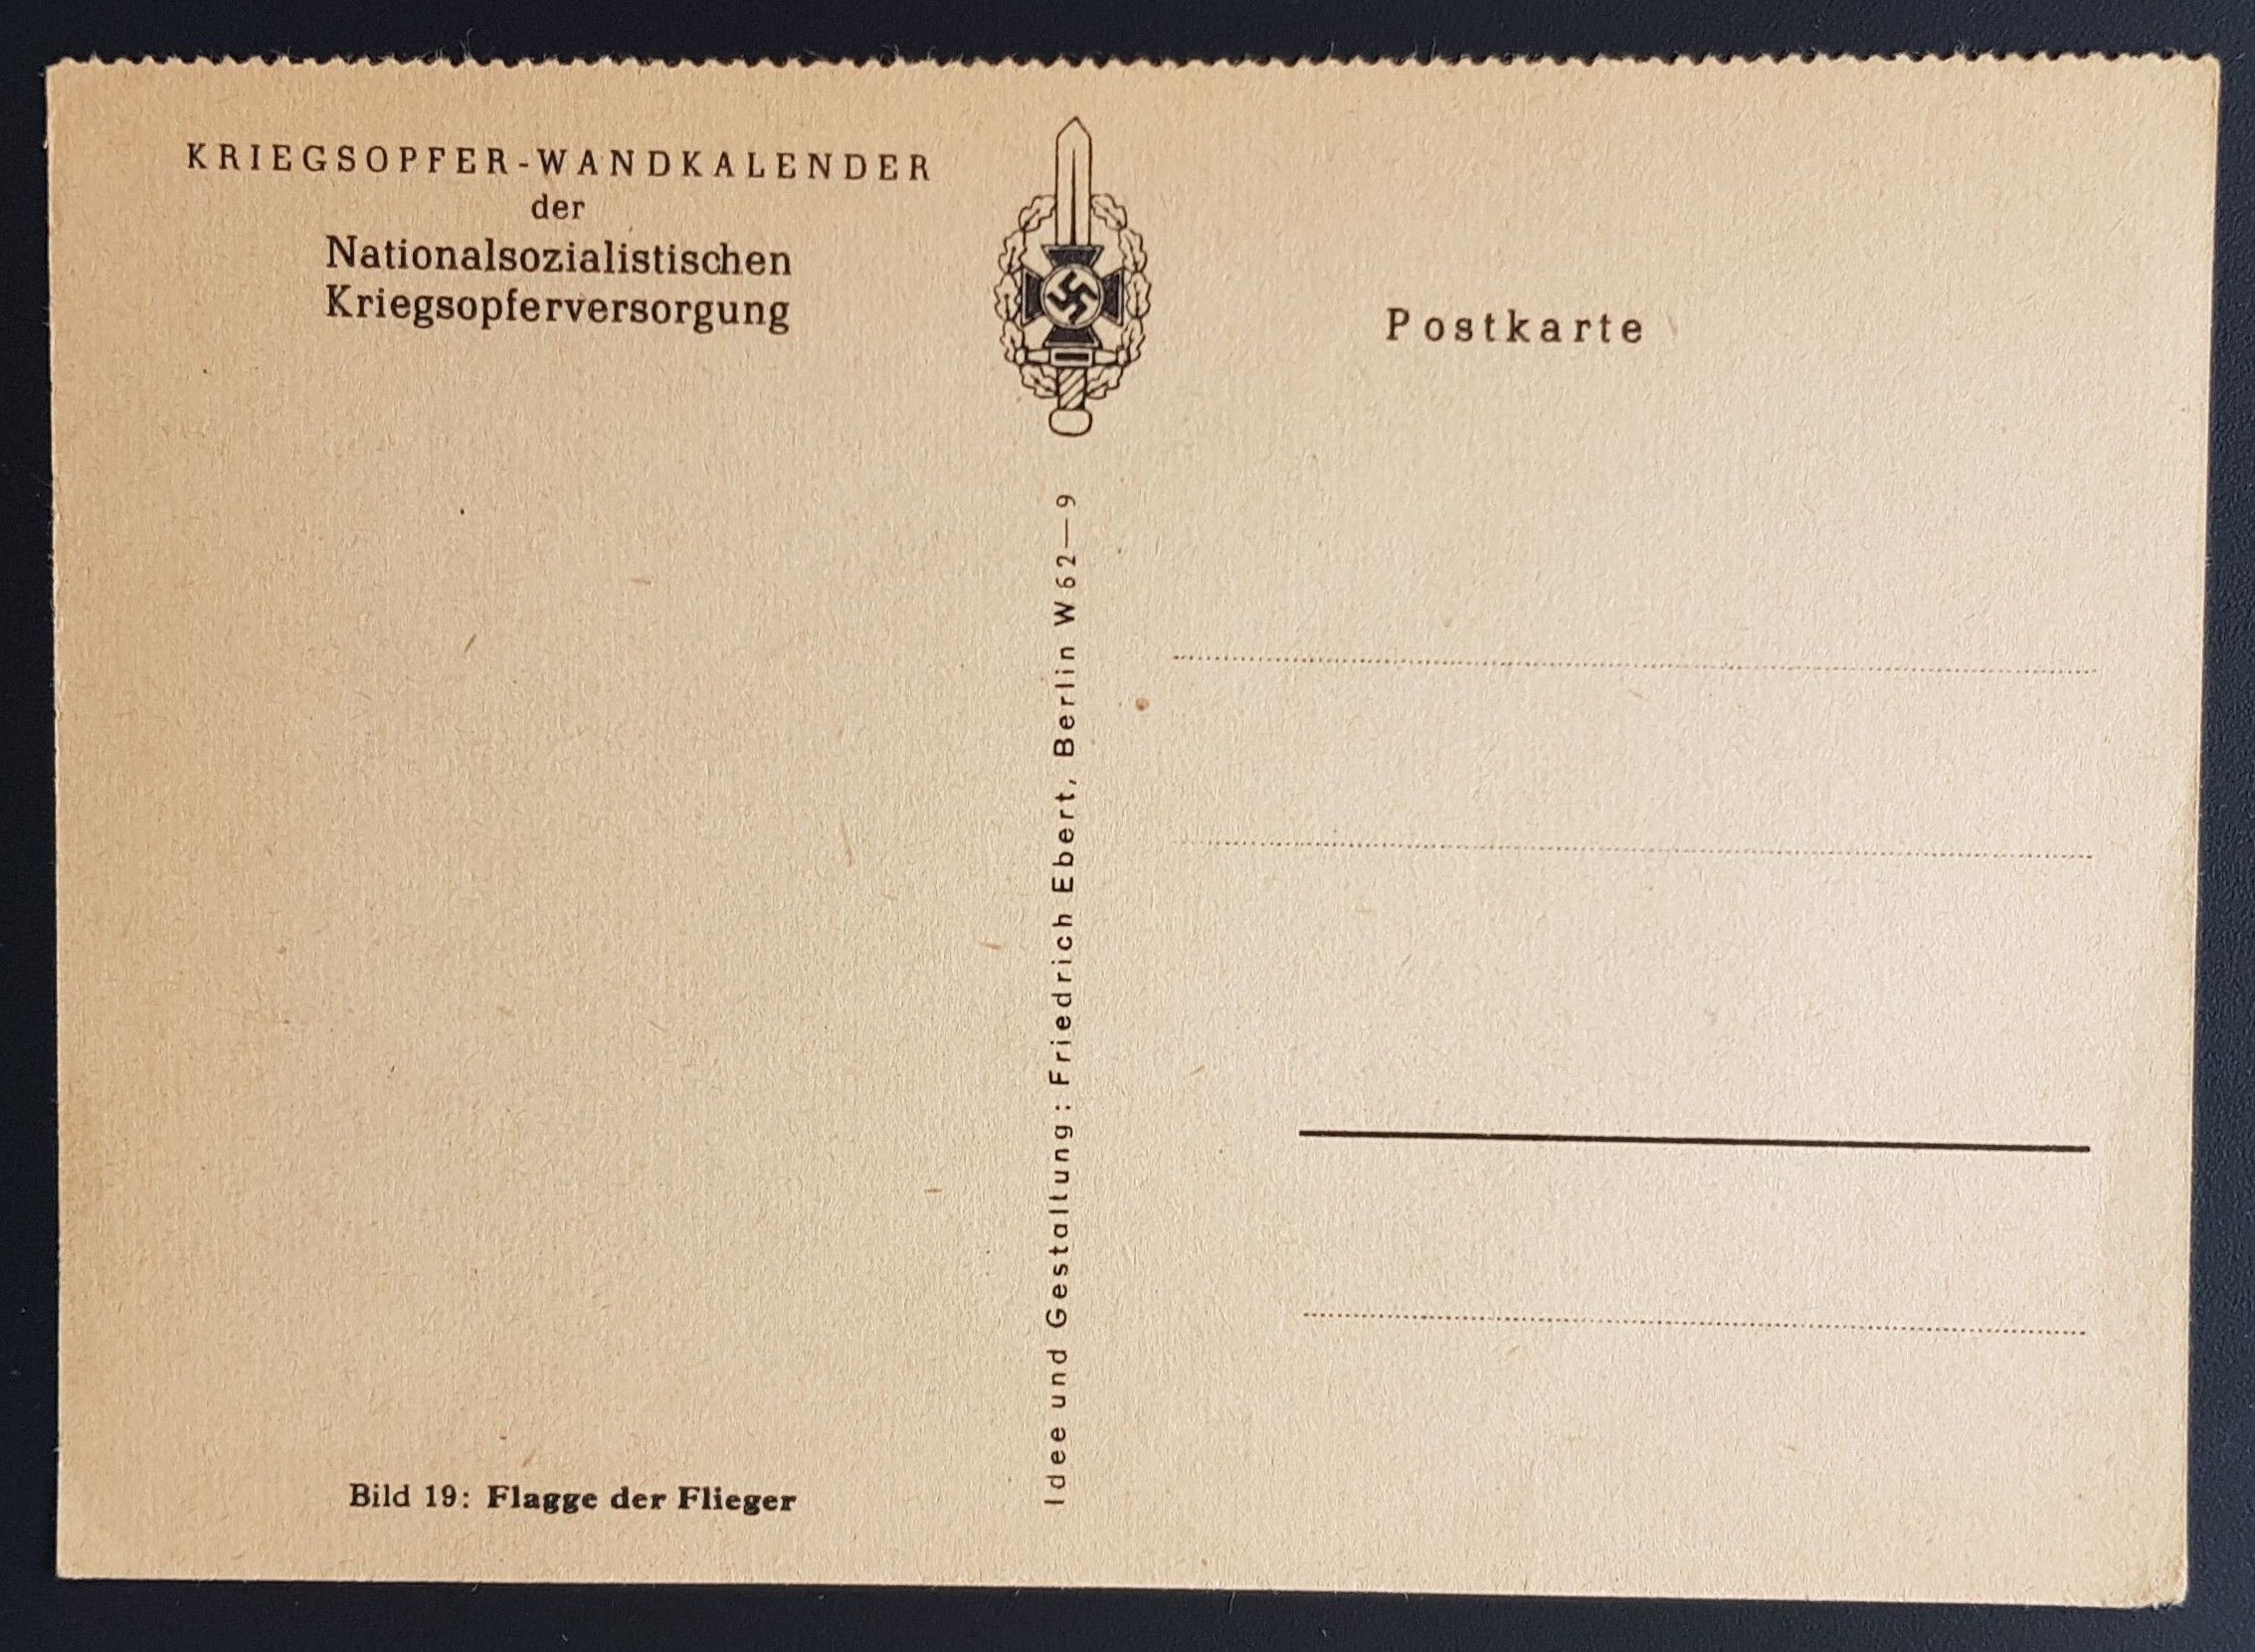 KRIEGSOPFER-WANDKALENDER
der
Nationalsozialistischen
Kriegsopferversorgung
Postkarte
Idee und Gestaltung: Friedrich Ebert, Berlin W 62—9
Bild 19: Flagge der Flieger